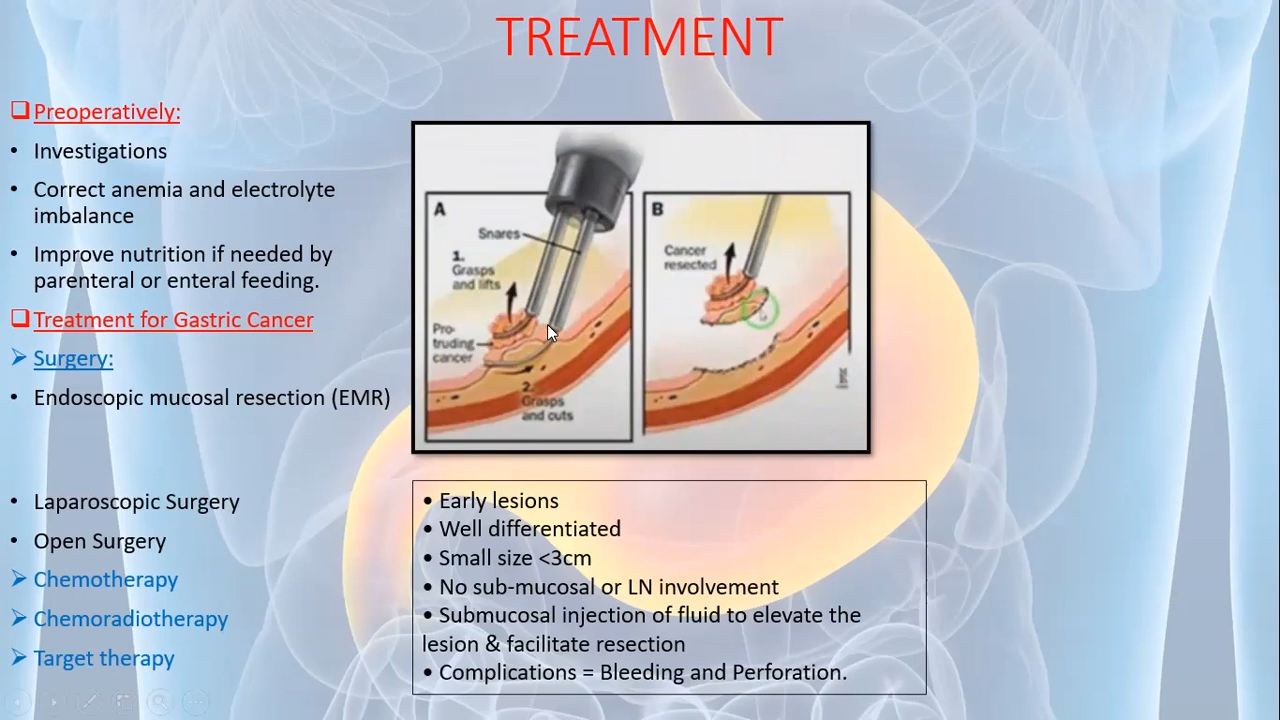 TREATMENT
❑ Preoperatively:
• Investigations
• Correct anemia and electrolyte
imbalance
• Improve nutrition if needed by
parenteral or enteral feeding.
❑ Treatment for Gastric Cancer
➢ Surgery:
• Endoscopic mucosal resection (EMR)
• Laparoscopic Surgery
• Open Surgery
➢ Chemotherapy
➢ Chemoradiotherapy
➢ Target therapy
A
Snares
1.
Grasps
and lifts
Pro-
truding
cancer
2.
Grasps
and cuts
B
Cancer
resected
• Early lesions
• Well differentiated
• Small size <3cm
• No sub-mucosal or LN involvement
• Submucosal injection of fluid to elevate the
lesion & facilitate resection
• Complications = Bleeding and Perforation.